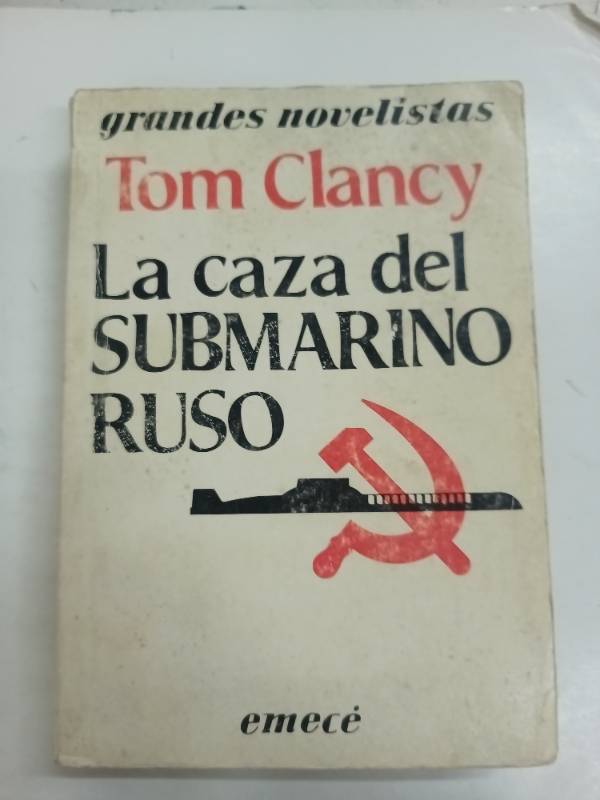 grandes novelistas
Tom Clancy
La caza del
SUBMARINO
RUSO
emecé